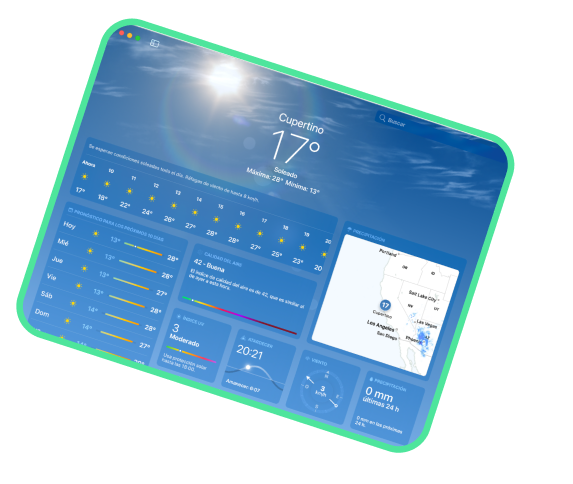 Buscar
Cupertino
17°
Soleado
Máxima: 28° Mínima: 13°
Se esperan condiciones soleadas todo el día. Ráfagas de viento de hasta 8 km/h.
Ahora 10 11 12 13 14 15 16 17 18 19 20
17° 18° 22° 24° 26° 27° 28° 28° 27° 25° 23° 20
PRONÓSTICO PARA LOS PRÓXIMOS 10 DÍAS
Hoy 13° 28°
Mié 13° 28°
Jue 13° 27°
Vie 13° 28°
Sáb 14° 28°
Dom 14° 27°
CALIDAD DEL AIRE
42 - Buena
El índice de calidad del aire es de 42, que es similar al
de ayer a esta hora.
PRECIPITACIÓN
Portland
NV
ID
Salt Lake City
UT
17
Cupertino
Las Vegas
Los Angeles
San Diego
ÍNDICE UV
3
Moderado
Usa protección solar
hasta las 18:00.
20:21
Amanecer: 6:07
VIENTO
N
3
km/h
O
E
S
PRECIPITACIÓN
0 mm
últimas 24 h
0 mm en las próximas
24 h.